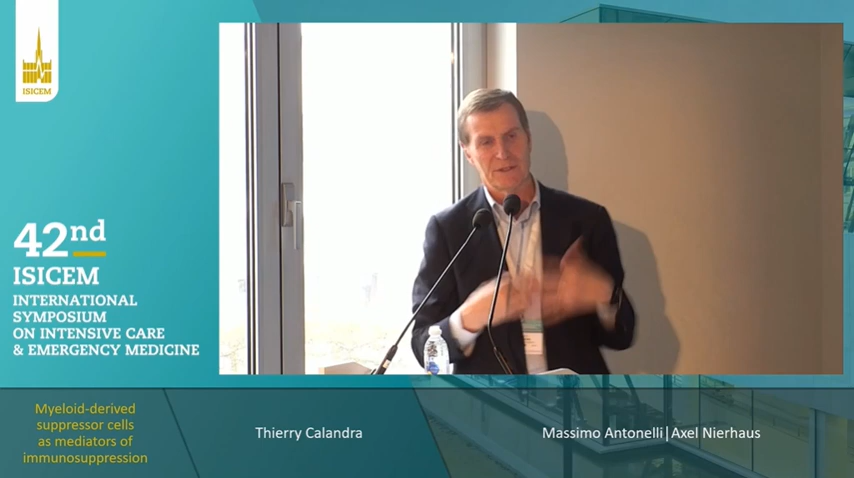 ISICEM
42nd
ISICEM
INTERNATIONAL
SYMPOSIUM
ON INTENSIVE CARE
& EMERGENCY MEDICINE
Myeloid-derived
suppressor cells
as mediators of
immunosuppression
Thierry Calandra
Massimo Antonelli|Axel Nierhaus